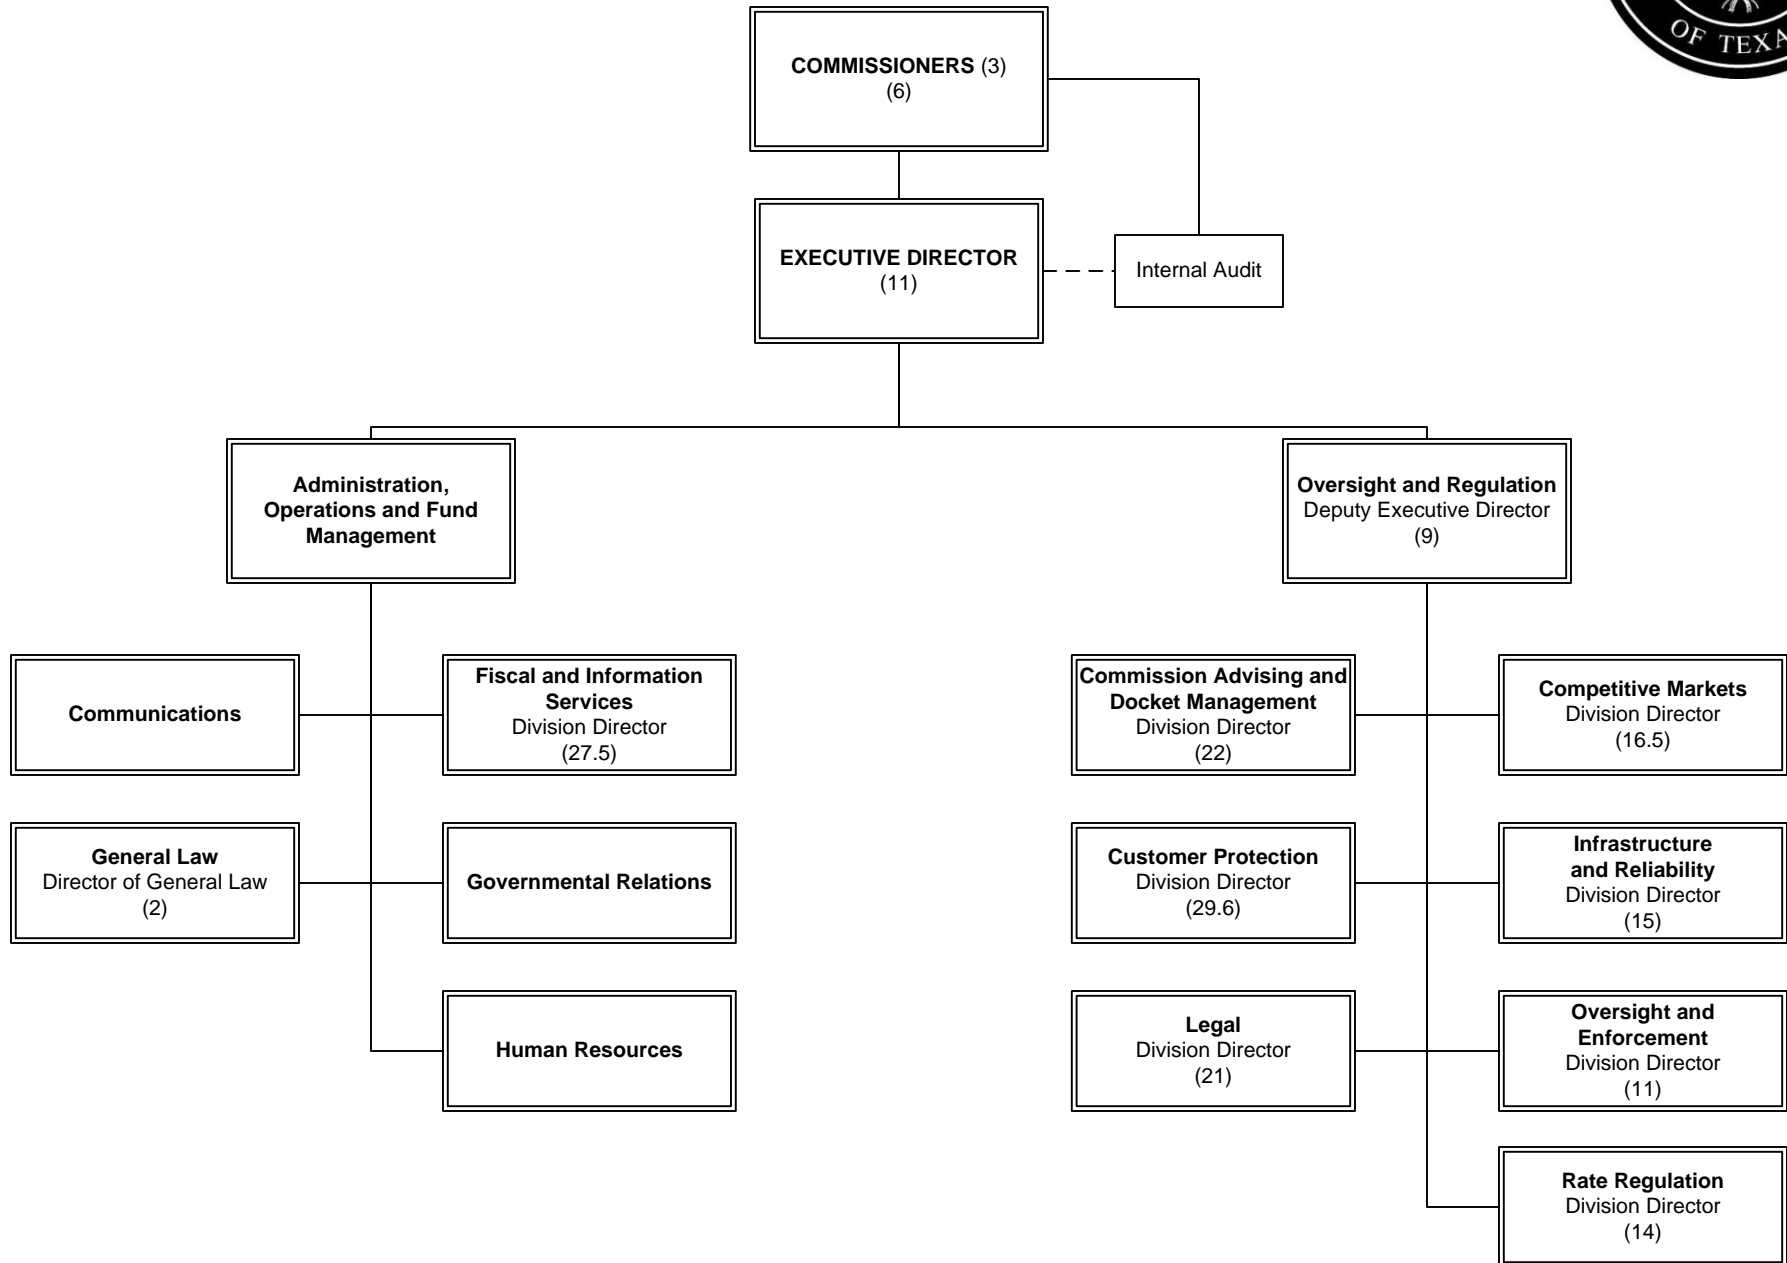 OF TEXA
COMMISSIONERS (3)
(6)
EXECUTIVE DIRECTOR
(11)
Internal Audit
Administration,
Operations and Fund
Management
Oversight and Regulation
Deputy Executive Director
(9)
Communications
Fiscal and Information
Services
Division Director
(27.5)
Commission Advising and
Docket Management
Division Director
(22)
Competitive Markets
Division Director
(16.5)
General Law
Director of General Law
(2)
Governmental Relations
Customer Protection
Division Director
(29.6)
Infrastructure
and Reliability
Division Director
(15)
Human Resources
Legal
Division Director
(21)
Oversight and
Enforcement
Division Director
(11)
Rate Regulation
Division Director
(14)